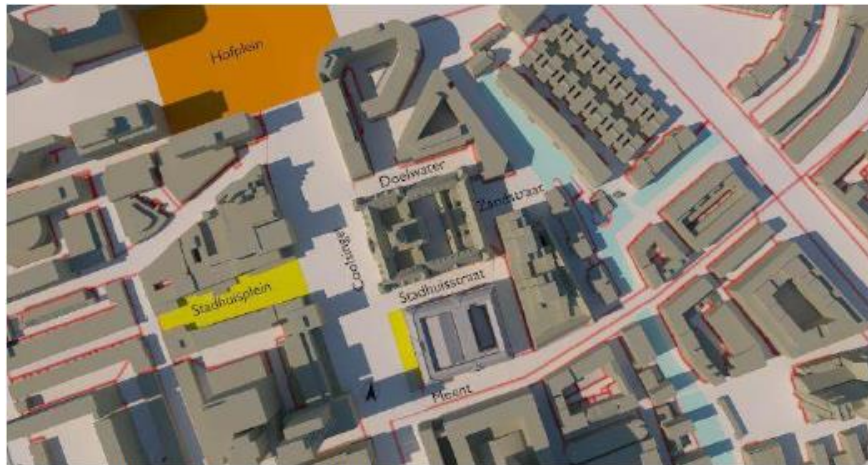 Hofplein
Doelwater
Zandstraat
Coolsingel
Stadhuisstraat
Stadhuisplein
Meent